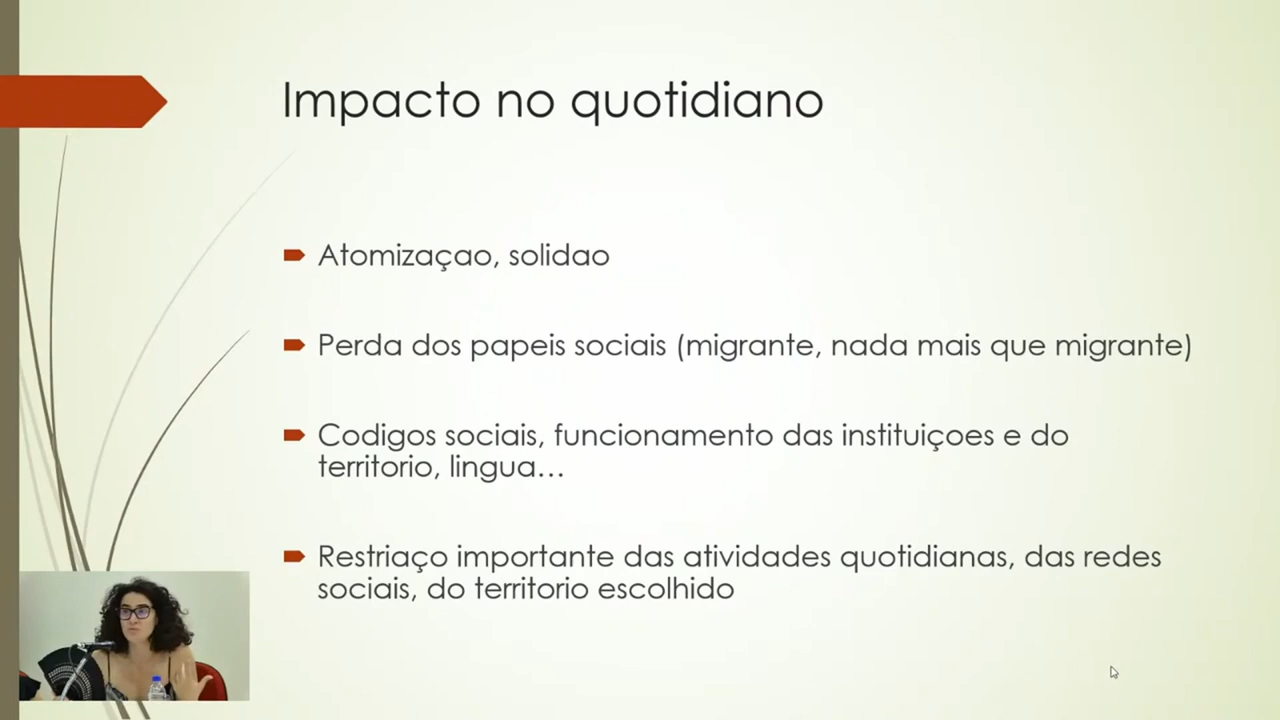 Impacto no quotidiano
Atomizaçao, solidao
Perda dos papeis sociais (migrante, nada mais que migrante)
Codigos sociais, funcionamento das instituiçoes e do
territorio, lingua...
Restriaço importante das atividades quotidianas, das redes
sociais, do territorio escolhido